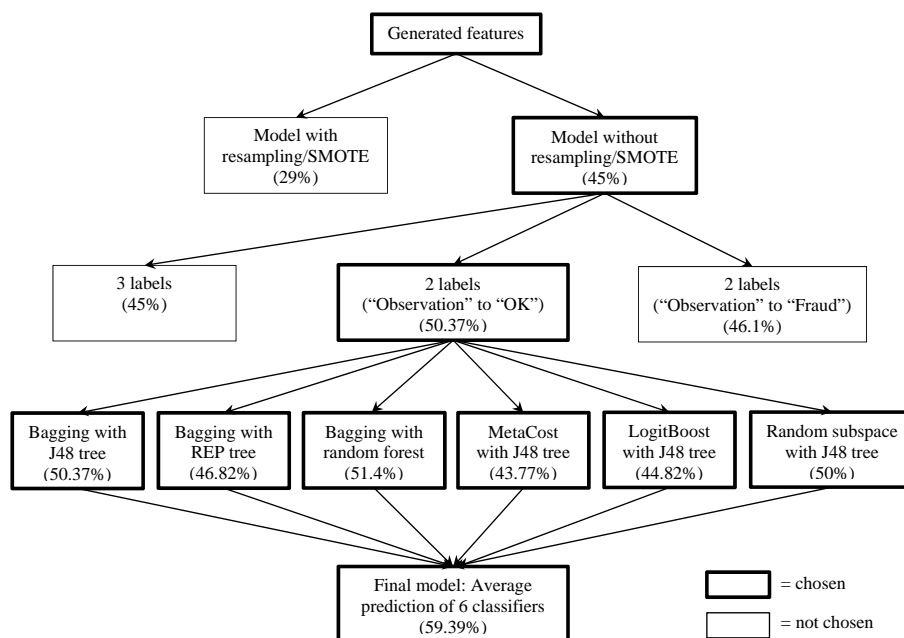 Generated features
Model with
resampling/SMOTE
(29%)
Model without
resampling/SMOTE
(45%)
3 labels
(45%)
2 labels
(“Observation” to “OK”)
(50.37%)
2 labels
(“Observation” to “Fraud”)
(46.1%)
Bagging with
J48 tree
(50.37%)
Bagging with
REP tree
(46.82%)
Bagging with
random forest
(51.4%)
MetaCost
with J48 tree
(43.77%)
LogitBoost
with J48 tree
(44.82%)
Random subspace
with J48 tree
(50%)
Final model: Average
prediction of 6 classifiers
(59.39%)
= chosen
= not chosen